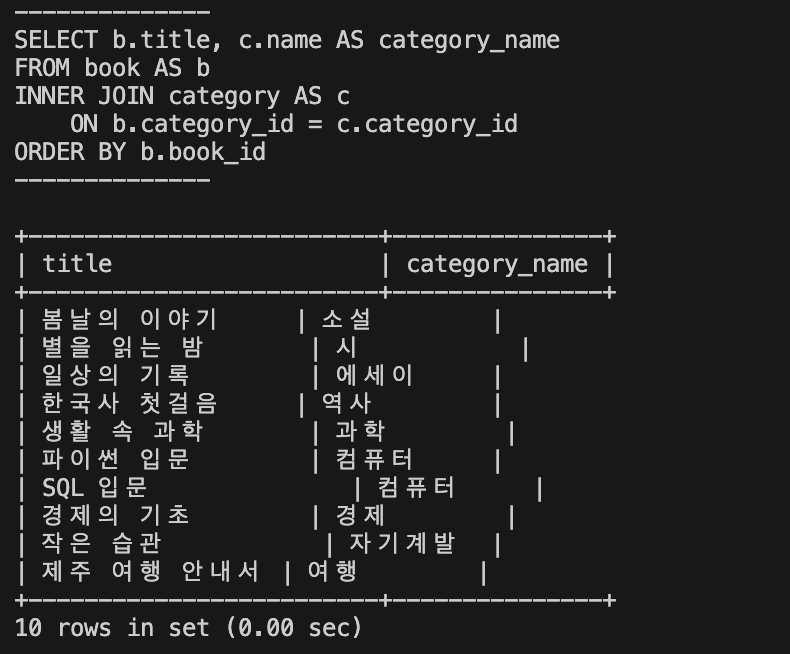 --------------
SELECT b.title, c.name AS category_name
FROM book AS b
INNER JOIN category AS c
    ON b.category_id = c.category_id
ORDER BY b.book_id
--------------
+-------------------------+---------------+
| title                   | category_name |
+-------------------------+---------------+
| 봄날의 이야기      | 소설         |
| 별을 읽는 밤        | 시            |
| 일상의 기록         | 에세이      |
| 한국사 첫걸음      | 역사         |
| 생활 속 과학        | 과학         |
| 파이썬 입문         | 컴퓨터      |
| SQL 입문               | 컴퓨터      |
| 경제의 기초         | 경제         |
| 작은 습관            | 자기계발   |
| 제주 여행 안내서  | 여행         |
+-------------------------+---------------+
10 rows in set (0.00 sec)